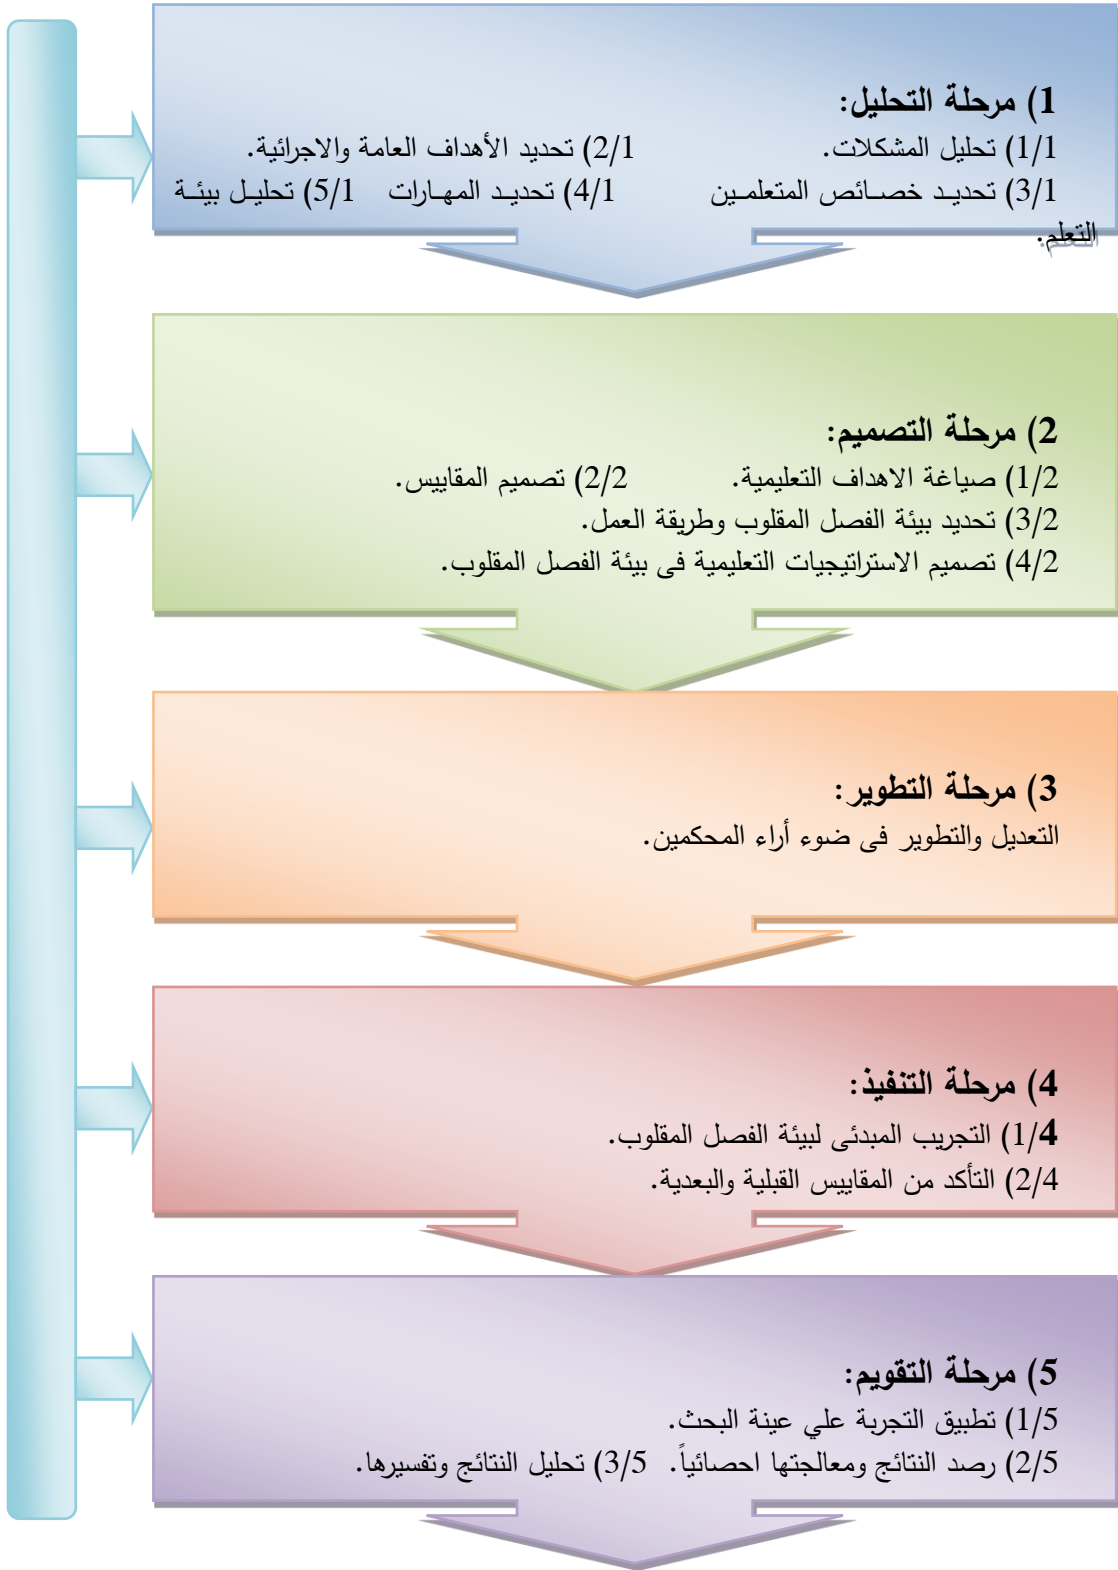 1) مرحلة التحليل:
1/1) تحليل المشكلات. 2/1) تحديد الأهداف العامة والاجرائية.
3/1) تحديد خصائص المتعلمين 4/1) تحديد المهارات 5/1) تحليل بيئة
التعلم.
2) مرحلة التصميم:
1/2) صياغة الاهداف التعليمية. 2/2) تصميم المقاييس.
3/2) تحديد بيئة الفصل المقلوب وطريقة العمل.
4/2) تصميم الاستراتيجيات التعليمية فى بيئة الفصل المقلوب.
3) مرحلة التطوير:
التعديل والتطوير فى ضوء أراء المحكمين.
4) مرحلة التنفيذ:
1/4) التجريب المبدئى لبيئة الفصل المقلوب.
2/4) التأكد من المقاييس القبلية والبعدية.
5) مرحلة التقويم:
1/5) تطبيق التجربة علي عينة البحث.
2/5) رصد النتائج ومعالجتها احصائياً. 3/5) تحليل النتائج وتفسيرها.